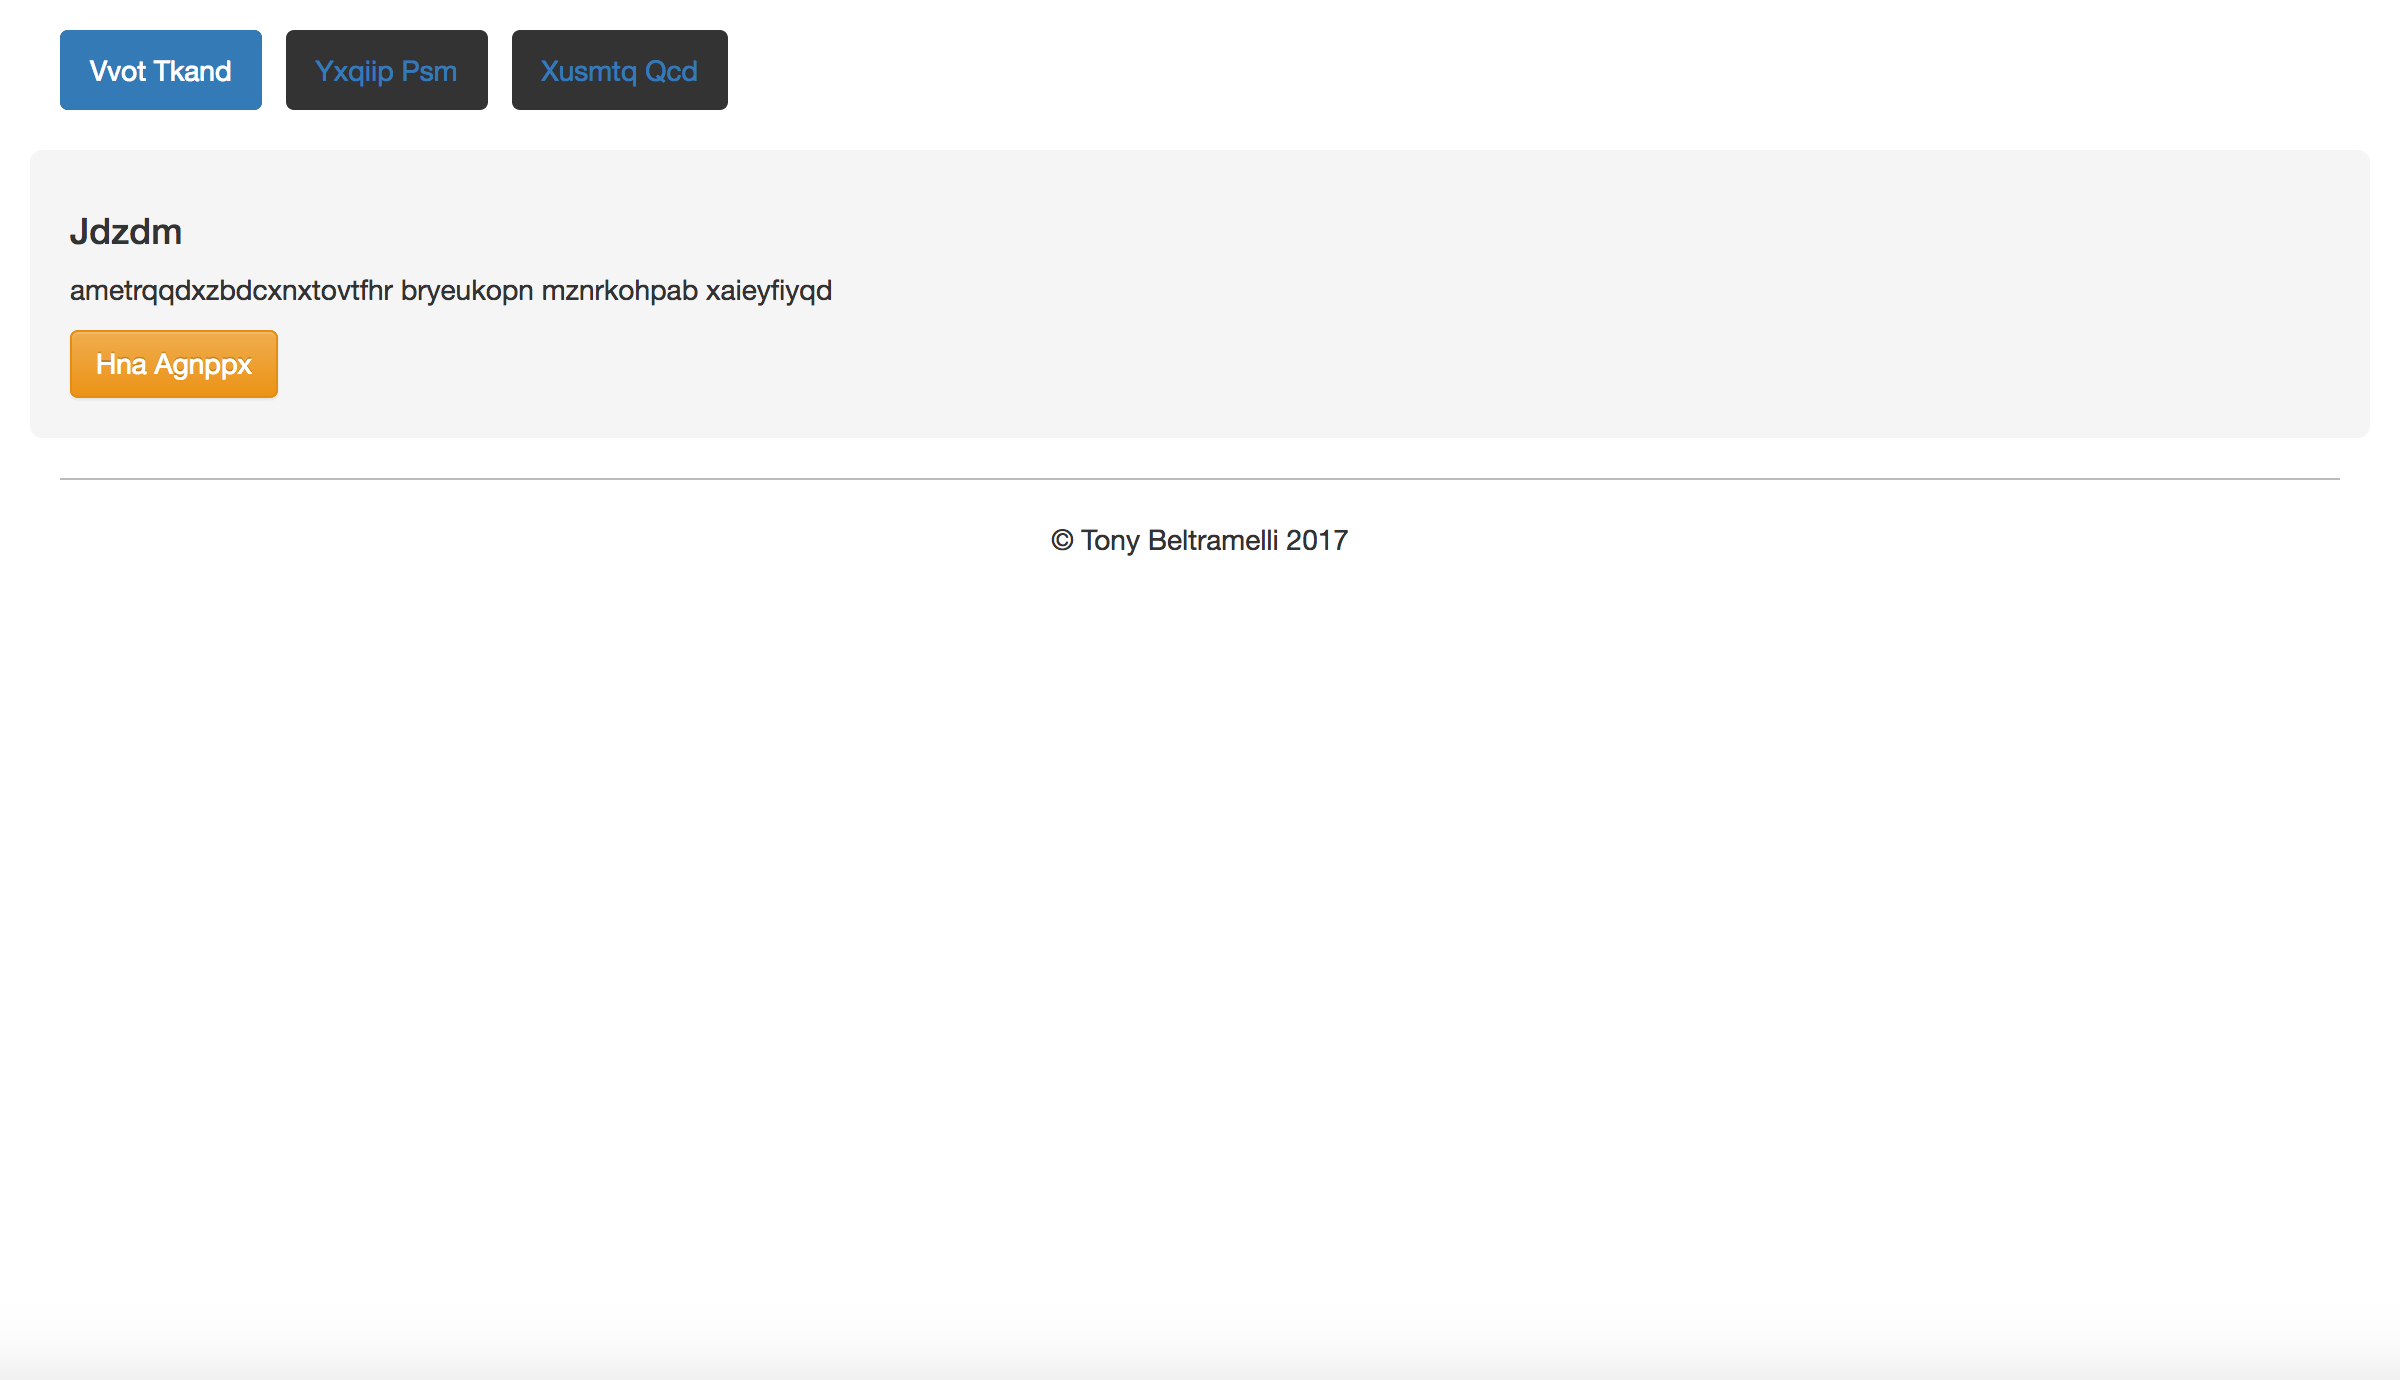 Vvot Tkand Yxqiip Psm Xusmtq Qcd
Jdzdm
ametrqqdxzbdcxnxtovtfhr bryeukopn mznrkohpab xaieyfiyqd
Hna Agnppx
© Tony Beltramelli 2017